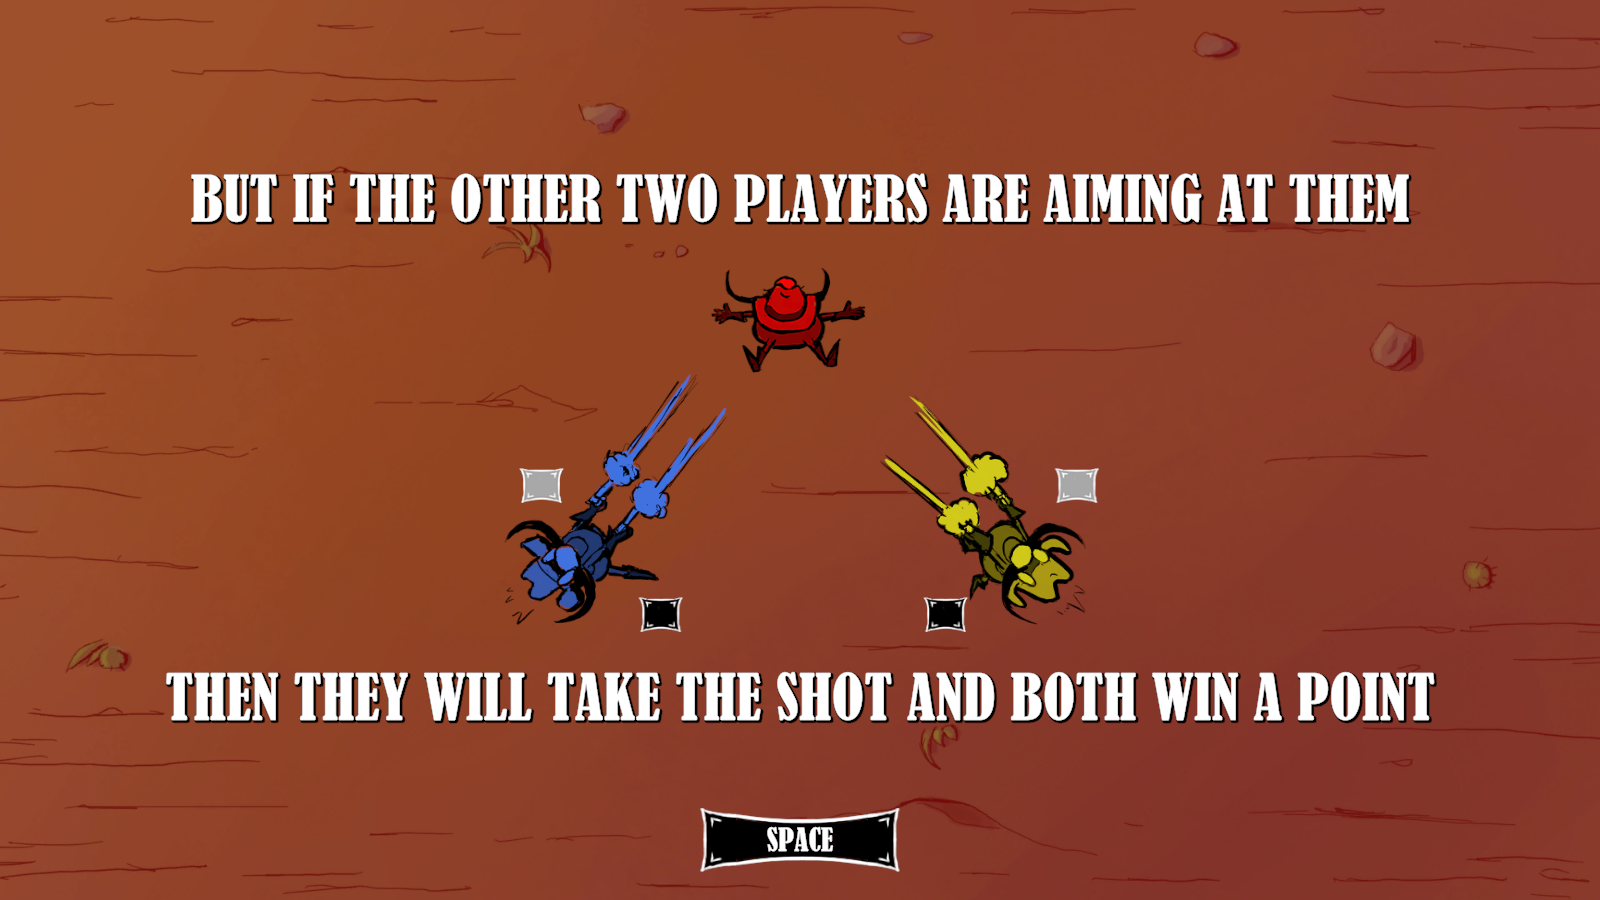 BUT IF THE OTHER TWO PLAYERS ARE AIMING AT THEM
THEN THEY WILL TAKE THE SHOT AND BOTH WIN A POINT
SPACE